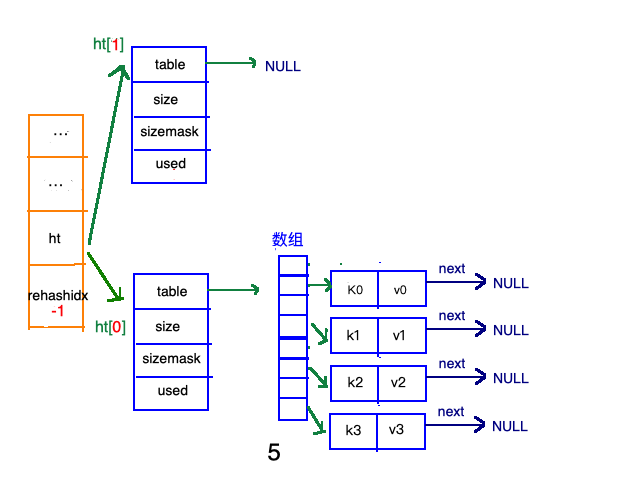 ht[1]
table
NULL
size
sizemask
used
...
...
ht
rehashidx
-1
ht[0]
table
size
sizemask
used
数组
K0
v0
next
NULL
k1
v1
next
NULL
k2
v2
next
NULL
k3
v3
next
NULL
5